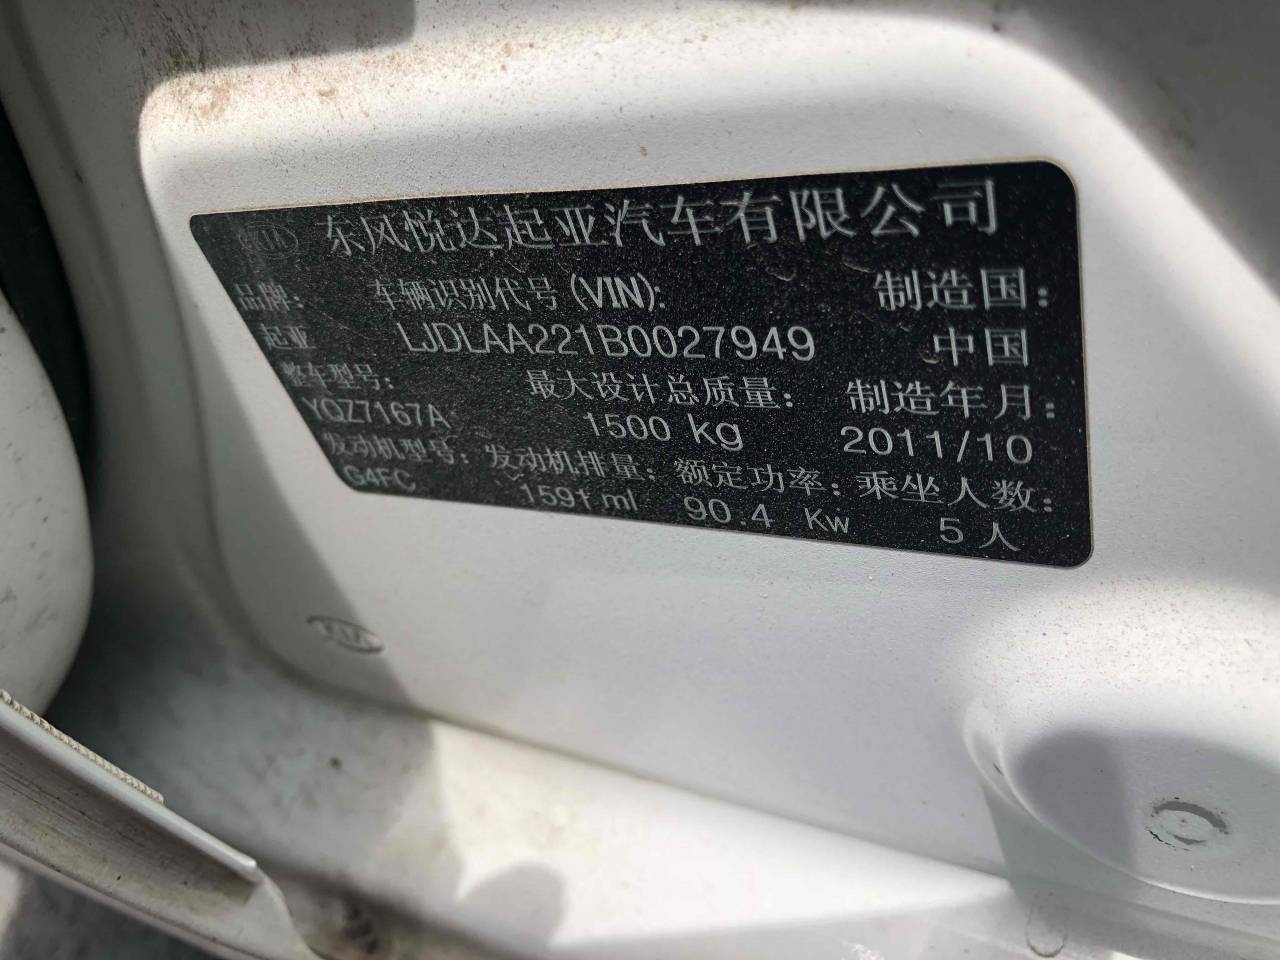 KIA 东风悦达起亚汽车有限公司
品牌： 车辆识别代号(VIN): 制造国：
起亚 LJDLAA221B0027949 中国
整车型号： 最大设计总质量： 制造年月：
YQZ7167A 1500 kg 2011/10
发动机型号： 发动机排量： 额定功率： 乘坐人数：
G4FC 1591 ml 90.4 Kw 5 人
KIA